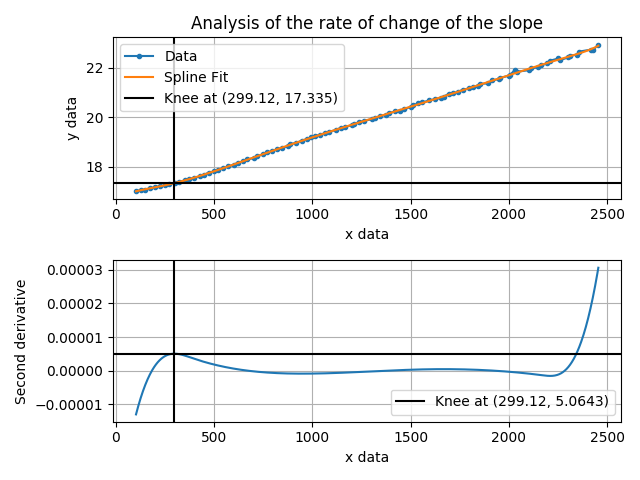 Analysis of the rate of change of the slope
Data
Spline Fit
Knee at (299.12, 17.335)
y data
22
20
18
0 500 1000 1500 2000 2500
x data
Second derivative
0.00003
0.00002
0.00001
0.00000
−0.00001
Knee at (299.12, 5.0643)
0 500 1000 1500 2000 2500
x data